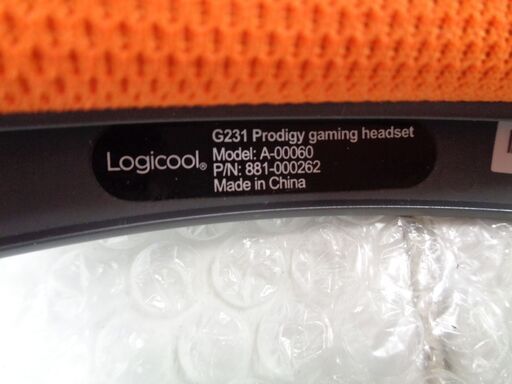 Logicool®
G231 Prodigy gaming headset
Model: A-00060
P/N: 881-000262
Made in China